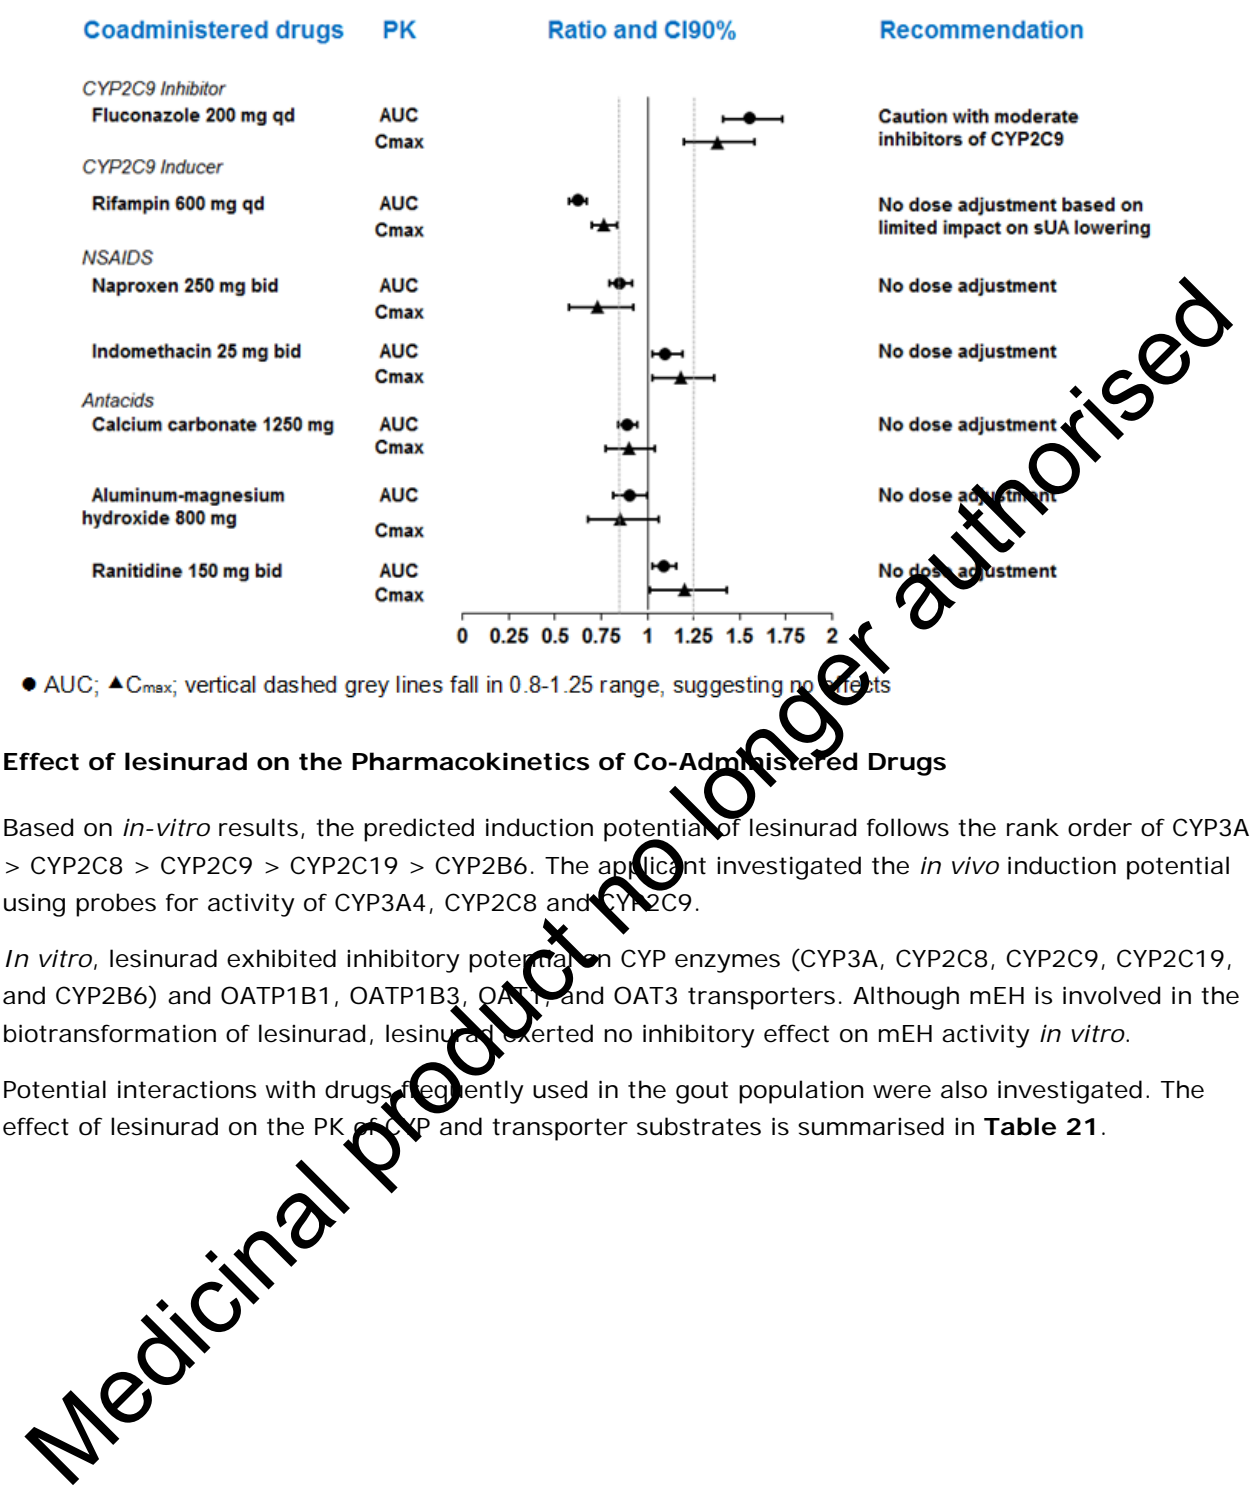 Coadministered drugs PK Ratio and CI90% Recommendation
CYP2C9 Inhibitor
Fluconazole 200 mg qd AUC Caution with moderate
Cmax inhibitors of CYP2C9
CYP2C9 Inducer
Rifampin 600 mg qd AUC No dose adjustment based on
Cmax limited impact on sUA lowering
NSAIDS
Naproxen 250 mg bid AUC No dose adjustment
Cmax
Indomethacin 25 mg bid AUC No dose adjustment
Cmax
Antacids
Calcium carbonate 1250 mg AUC No dose adjustment
Cmax
Aluminum-magnesium AUC No dose adjustment
hydroxide 800 mg
Cmax
Ranitidine 150 mg bid AUC No dose adjustment
Cmax
0 0.25 0.5 0.75 1 1.25 1.5 1.75 2
● AUC; ▲Cmax; vertical dashed grey lines fall in 0.8-1.25 range, suggesting no effects
Effect of lesinurad on the Pharmacokinetics of Co-Administered Drugs
Based on in-vitro results, the predicted induction potential of lesinurad follows the rank order of CYP3A
> CYP2C8 > CYP2C9 > CYP2C19 > CYP2B6. The applicant investigated the in vivo induction potential
using probes for activity of CYP3A4, CYP2C8 and CYP2C9.
In vitro, lesinurad exhibited inhibitory potential on CYP enzymes (CYP3A, CYP2C8, CYP2C9, CYP2C19,
and CYP2B6) and OATP1B1, OATP1B3, OAT1, and OAT3 transporters. Although mEH is involved in the
biotransformation of lesinurad, lesinurad exerted no inhibitory effect on mEH activity in vitro.
Potential interactions with drugs frequently used in the gout population were also investigated. The
effect of lesinurad on the PK of CYP and transporter substrates is summarised in Table 21.
Medicinal product no longer authorised